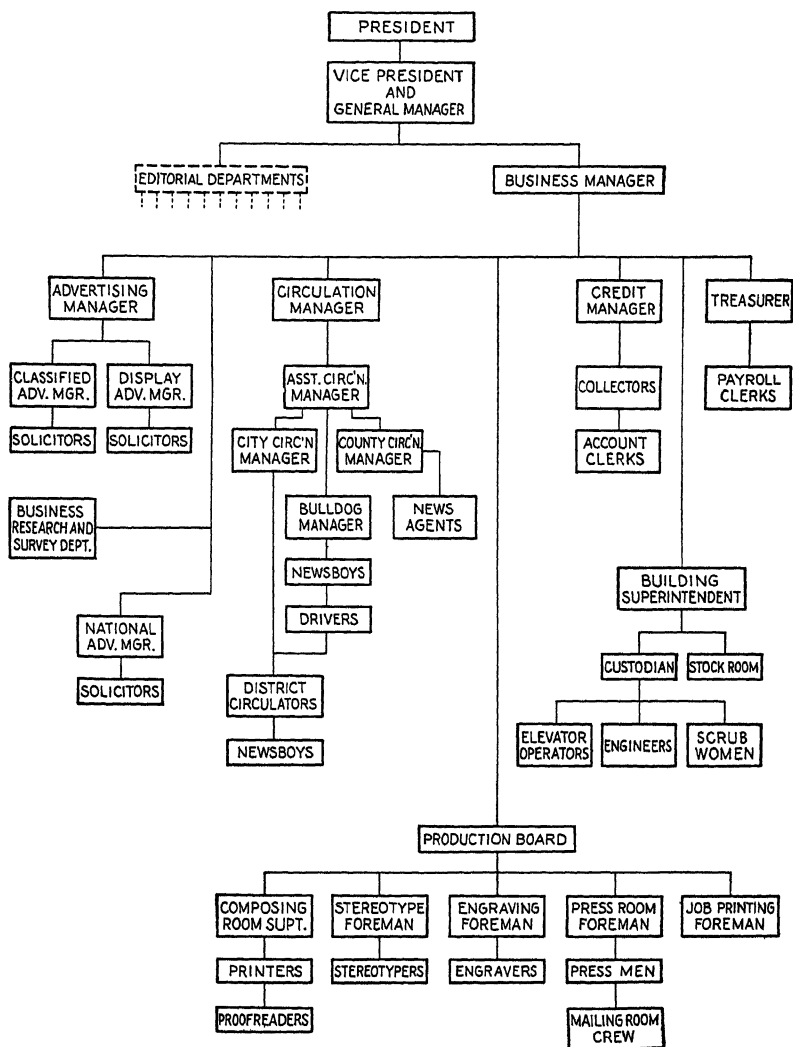 PRESIDENT
VICE PRESIDENT
AND
GENERAL MANAGER
EDITORIAL DEPARTMENTS
BUSINESS MANAGER
ADVERTISING
MANAGER
CIRCULATION
MANAGER
CREDIT
MANAGER
TREASURER
CLASSIFIED
ADV. MGR.
DISPLAY
ADV. MGR.
ASST. CIRC'N.
MANAGER
COLLECTORS
PAYROLL
CLERKS
SOLICITORS
SOLICITORS
CITY CIRC'N
MANAGER
COUNTY CIRC'N.
MANAGER
ACCOUNT
CLERKS
BUSINESS
RESEARCH AND
SURVEY DEPT.
BULLDOG
MANAGER
NEWS
AGENTS
NEWSBOYS
DRIVERS
BUILDING
SUPERINTENDENT
NATIONAL
ADV. MGR.
SOLICITORS
CUSTODIAN
STOCK ROOM
DISTRICT
CIRCULATORS
NEWSBOYS
ELEVATOR
OPERATORS
ENGINEERS
SCRUB
WOMEN
PRODUCTION BOARD
COMPOSING
ROOM SUPT.
STEREOTYPE
FOREMAN
ENGRAVING
FOREMAN
PRESS ROOM
FOREMAN
JOB PRINTING
FOREMAN
PRINTERS
STEREOTYPERS
ENGRAVERS
PRESS MEN
PROOFREADERS
MAILING ROOM
CREW